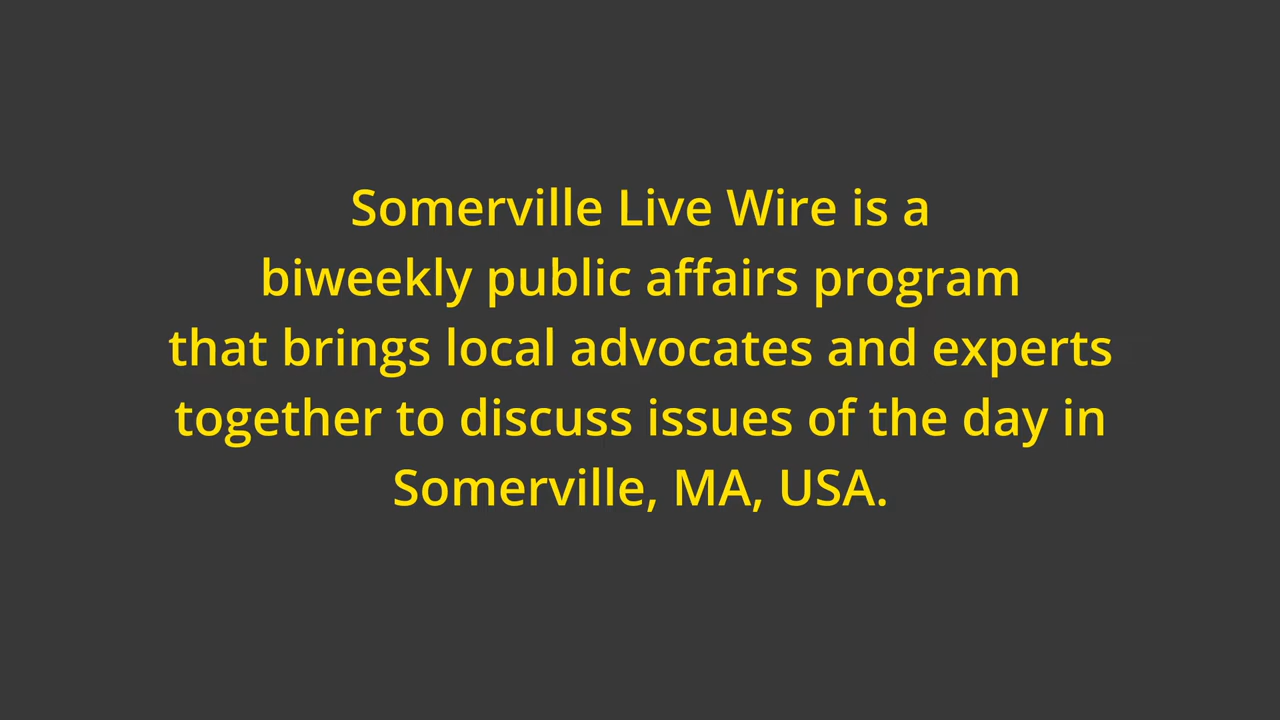 Somerville Live Wire is a
biweekly public affairs program
that brings local advocates and experts
together to discuss issues of the day in
Somerville, MA, USA.